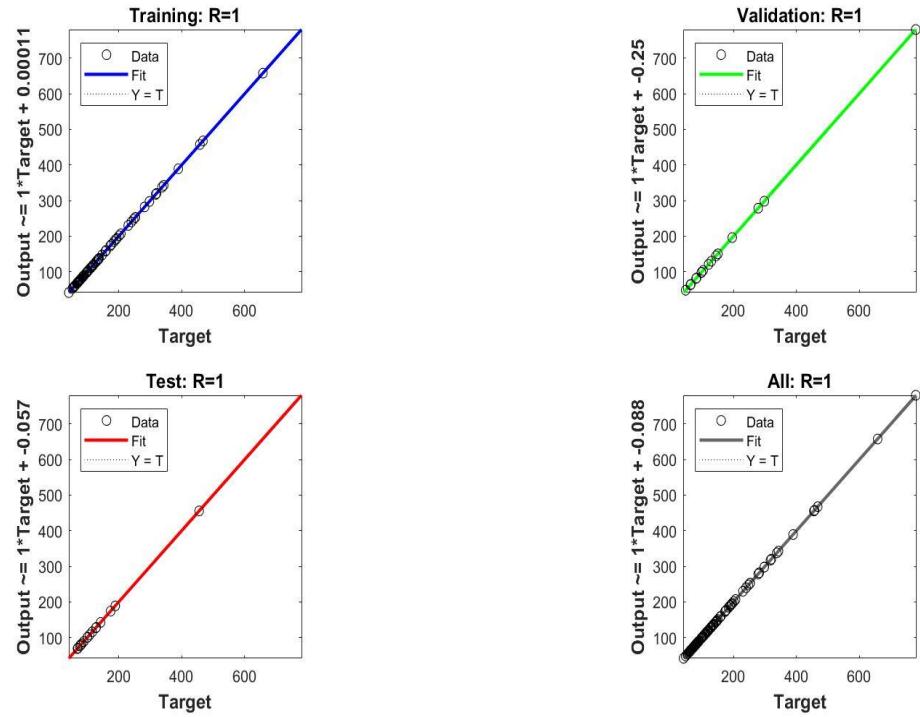 Training: R=1
Output ~= 1*Target + 0.00011
Data
Fit
Y = T
700
600
500
400
300
200
100
200
400
600
Target
Validation: R=1
Output ~= 1*Target + -0.25
Data
Fit
Y = T
700
600
500
400
300
200
100
200
400
600
Target
Test: R=1
Output ~= 1*Target + -0.057
Data
Fit
Y = T
700
600
500
400
300
200
100
200
400
600
Target
All: R=1
Output ~= 1*Target + -0.088
Data
Fit
Y = T
700
600
500
400
300
200
100
200
400
600
Target